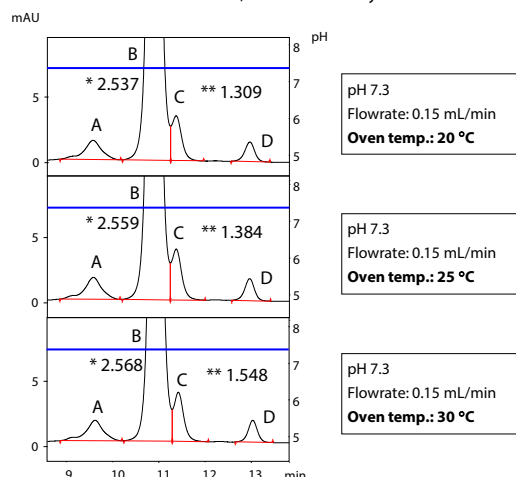 mAU
pH
B
* 2.537
** 1.309
A
C
D
5
0
8
7
6
5
pH 7.3
Flowrate: 0.15 mL/min
Oven temp.: 20 °C
B
* 2.559
** 1.384
A
C
D
5
0
8
7
6
5
pH 7.3
Flowrate: 0.15 mL/min
Oven temp.: 25 °C
B
* 2.568
** 1.548
A
C
D
5
0
8
7
6
5
pH 7.3
Flowrate: 0.15 mL/min
Oven temp.: 30 °C
9 10 11 12 13 min